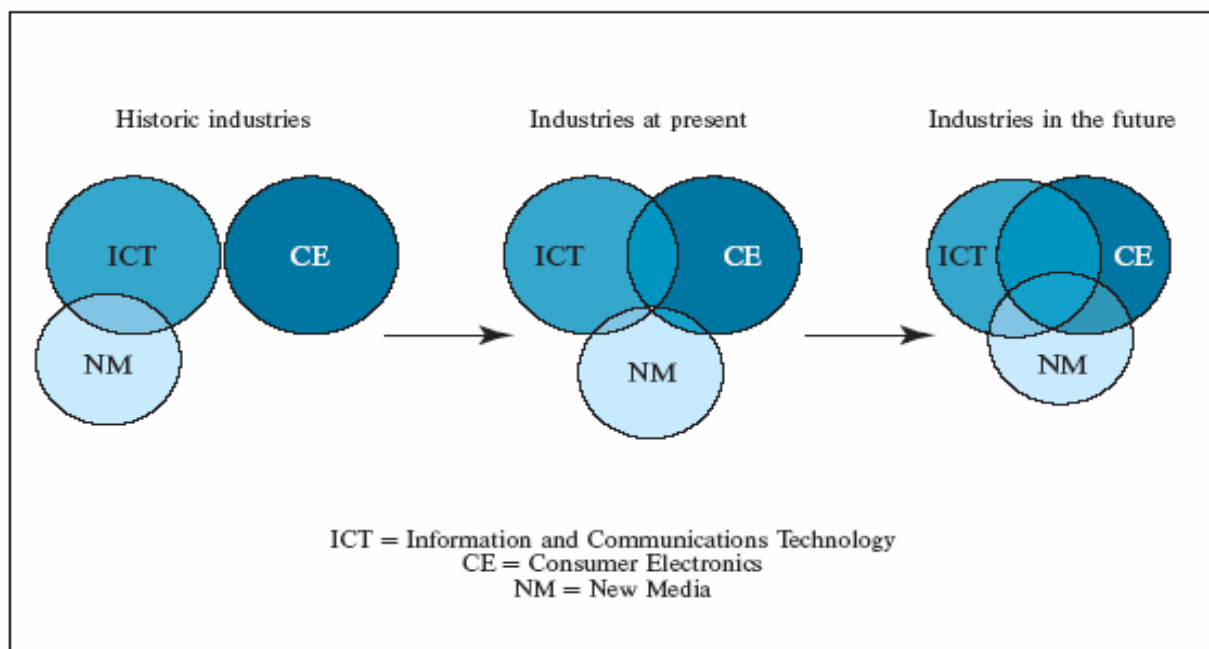 Historic industries
Industries at present
Industries in the future
ICT
CE
NM
ICT
CE
NM
ICT
CE
NM
ICT = Information and Communications Technology
CE = Consumer Electronics
NM = New Media